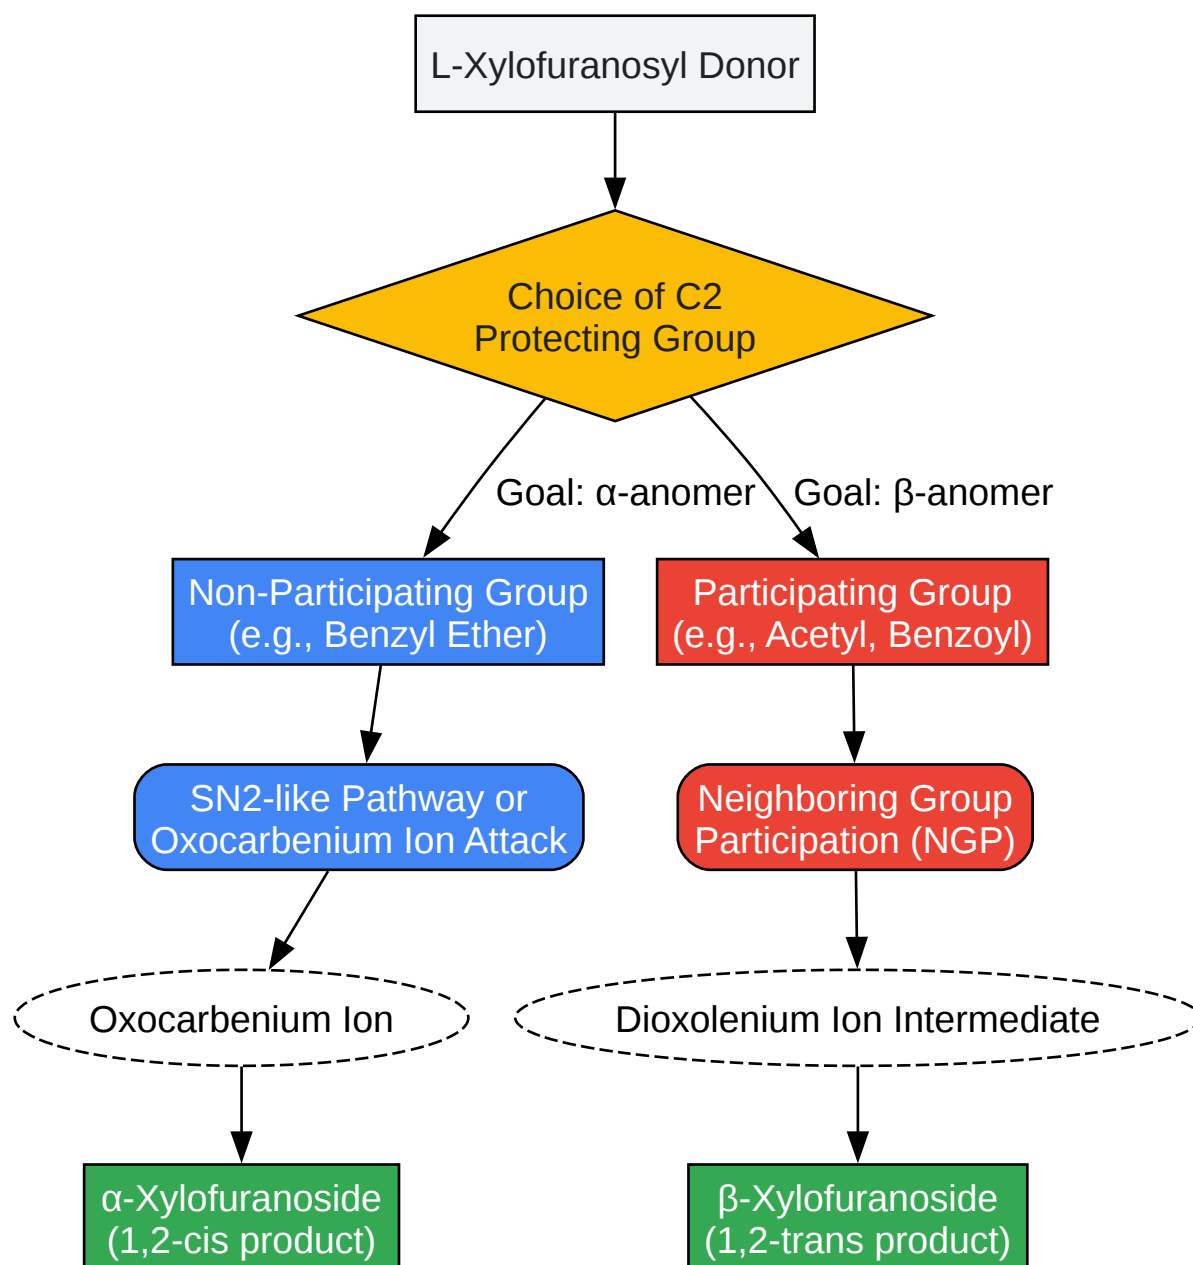 L-Xylofuranosyl Donor
Choice of C2
Protecting Group
Goal: α-anomer
Goal: β-anomer
Non-Participating Group
(e.g., Benzyl Ether)
Participating Group
(e.g., Acetyl, Benzoyl)
SN2-like Pathway or
Oxocarbenium Ion Attack
Neighboring Group
Participation (NGP)
Oxocarbenium Ion
Dioxolenium Ion Intermediate
α-Xylofuranoside
(1,2-cis product)
β-Xylofuranoside
(1,2-trans product)